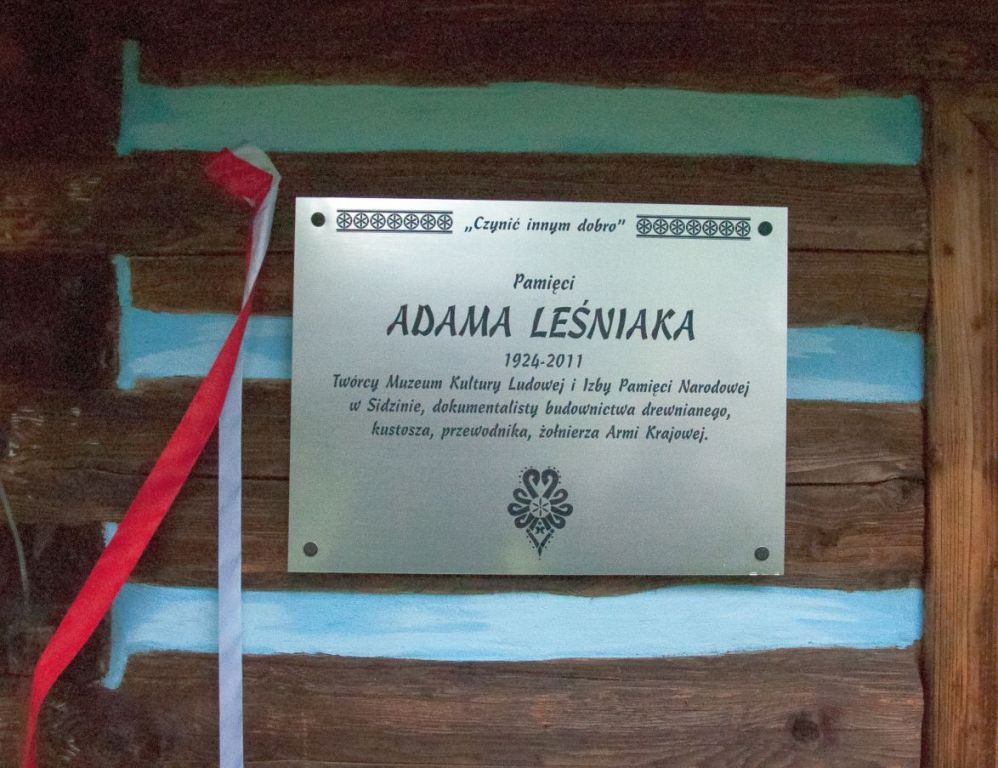 „Czynić innym dobro”
Pamięci
ADAMA LEŚNIAKA
1924-2011
Twórcy Muzeum Kultury Ludowej i Izby Pamięci Narodowej
w Sidzinie, dokumentalisty budownictwa drewnianego,
kustosza, przewodnika, żołnierza Armi Krajowej.